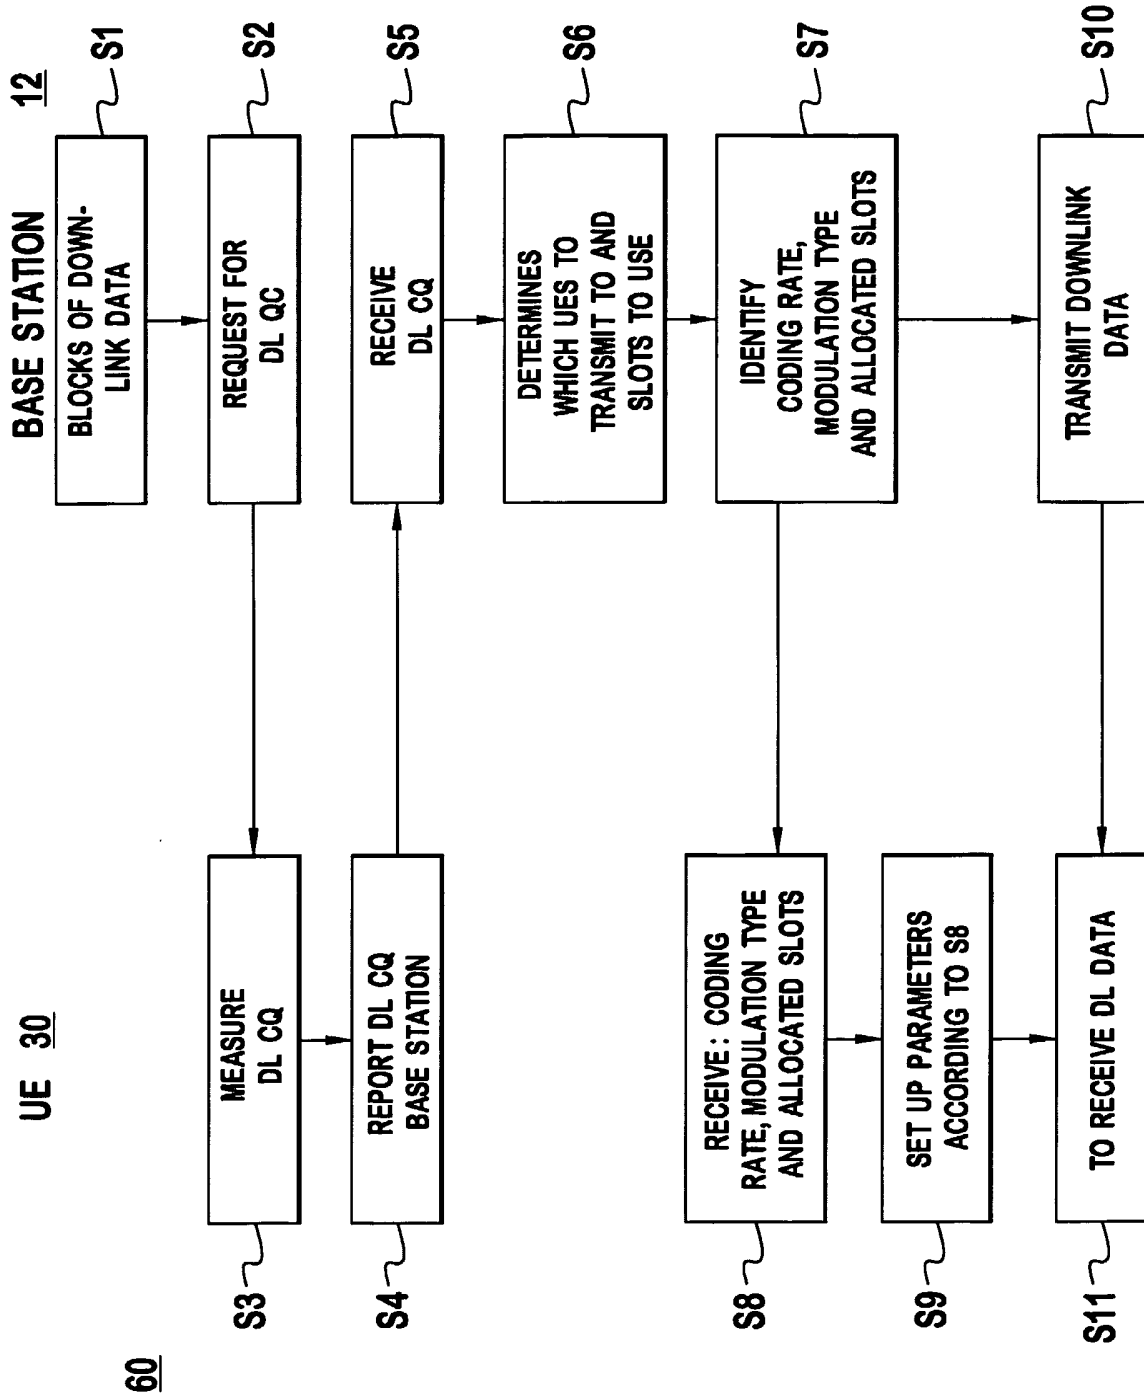 60
UE 30
BASE STATION 12
BLOCKS OF DOWN-
LINK DATA
S1
REQUEST FOR
DL QC
S2
S3
MEASURE
DL CQ
S4
REPORT DL CQ
BASE STATION
RECEIVE
DL CQ
S5
DETERMINES
WHICH UES TO
TRANSMIT TO AND
SLOTS TO USE
S6
IDENTIFY
CODING RATE,
MODULATION TYPE
AND ALLOCATED SLOTS
S7
S8
RECEIVE: CODING
RATE, MODULATION TYPE
AND ALLOCATED SLOTS
S9
SET UP PARAMETERS
ACCORDING TO S8
TRANSMIT DOWNLINK
DATA
S10
S11
TO RECEIVE DL DATA